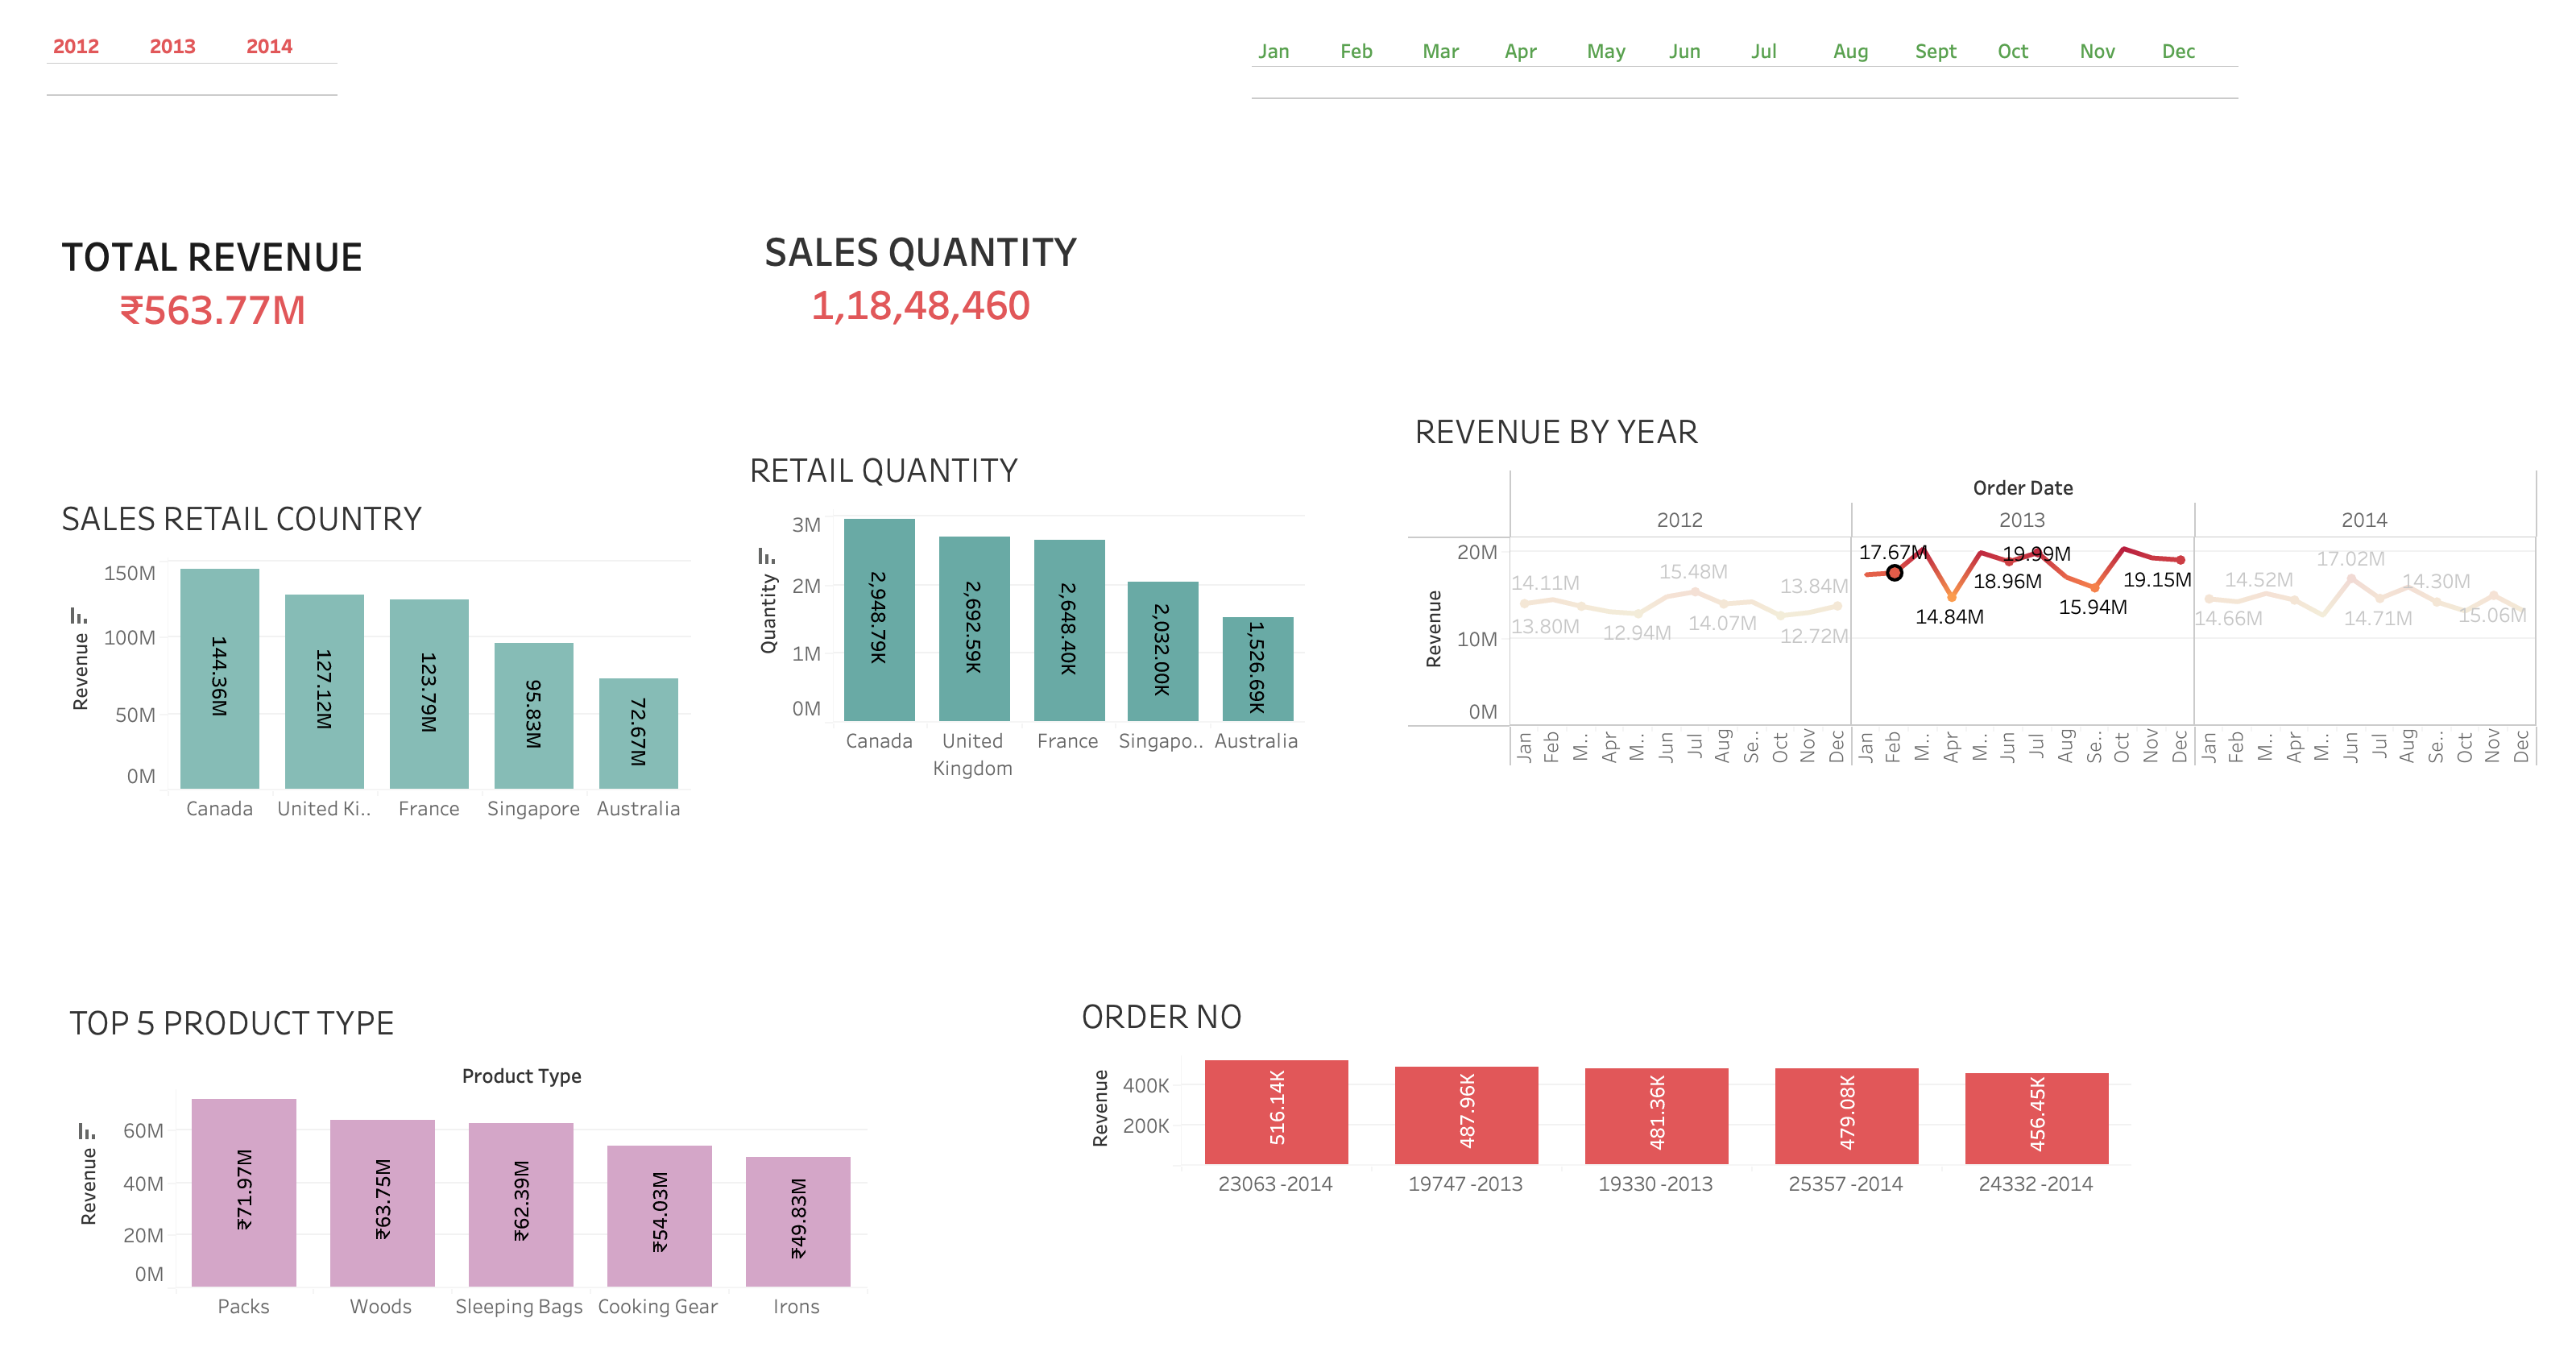 2012 2013 2014
Jan Feb Mar Apr May Jun Jul Aug Sept Oct Nov Dec
TOTAL REVENUE
₹563.77M
SALES QUANTITY
1,18,48,460
SALES RETAIL COUNTRY
Revenue
150M
100M
50M
0M
144.36M
127.12M
123.79M
95.83M
72.67M
Canada United Ki.. France Singapore Australia
RETAIL QUANTITY
Quantity
3M
2M
1M
0M
2,948.79K
2,692.59K
2,648.40K
2,032.00K
1,526.69K
Canada United Kingdom France Singapo.. Australia
REVENUE BY YEAR
Order Date
2012 2013 2014
Revenue
20M
10M
0M
14.11M
13.80M
12.94M
15.48M
14.07M
13.84M
12.72M
17.67M
14.84M
18.96M
19.99M
15.94M
19.15M
14.66M
14.52M
17.02M
14.71M
14.30M
15.06M
Jan Feb M.. Apr M.. Jun Jul Aug Se.. Oct Nov Dec Jan Feb M.. Apr M.. Jun Jul Aug Se.. Oct Nov Dec Jan Feb M.. Apr M.. Jun Jul Aug Se.. Oct Nov Dec
TOP 5 PRODUCT TYPE
Product Type
Revenue
60M
40M
20M
0M
₹71.97M
₹63.75M
₹62.39M
₹54.03M
₹49.83M
Packs Woods Sleeping Bags Cooking Gear Irons
ORDER NO
Revenue
400K
200K
516.14K
487.96K
481.36K
479.08K
456.45K
23063 -2014 19747 -2013 19330 -2013 25357 -2014 24332 -2014